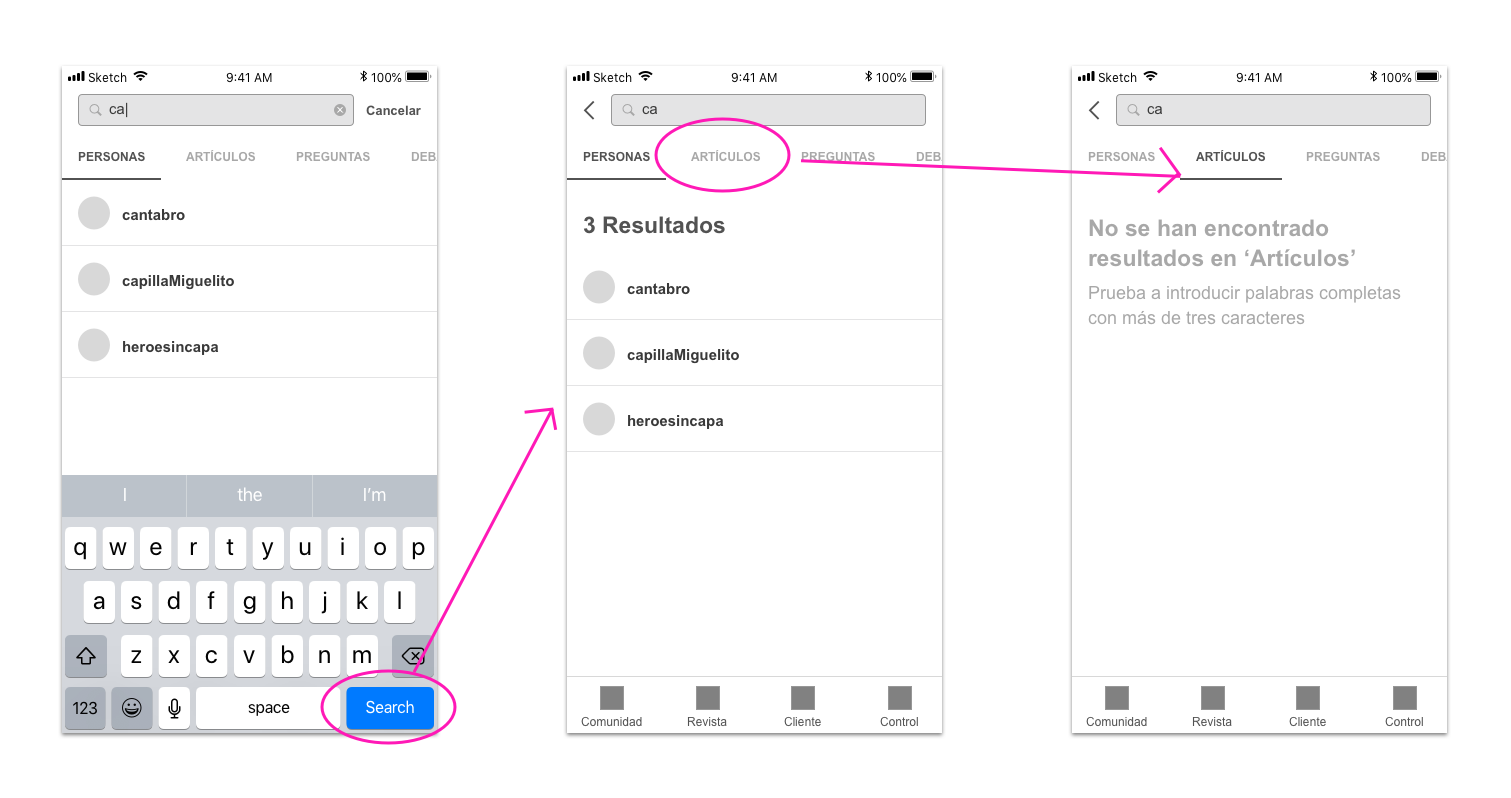 Sketch 9:41 AM 100%
ca Cancelar
PERSONAS ARTÍCULOS PREGUNTAS DEB
cantabro
capillaMiguelito
heroesincapa
I the I'm
q w e r t y u i o p
a s d f g h j k l
z x c v b n m
123 space Search
Sketch 9:41 AM 100%
ca
PERSONAS ARTÍCULOS PREGUNTAS DEB
3 Resultados
cantabro
capillaMiguelito
heroesincapa
Comunidad Revista Cliente Control
Sketch 9:41 AM 100%
ca
PERSONAS ARTÍCULOS PREGUNTAS DEB
No se han encontrado
resultados en ‘Artículos’
Prueba a introducir palabras completas
con más de tres caracteres
Comunidad Revista Cliente Control